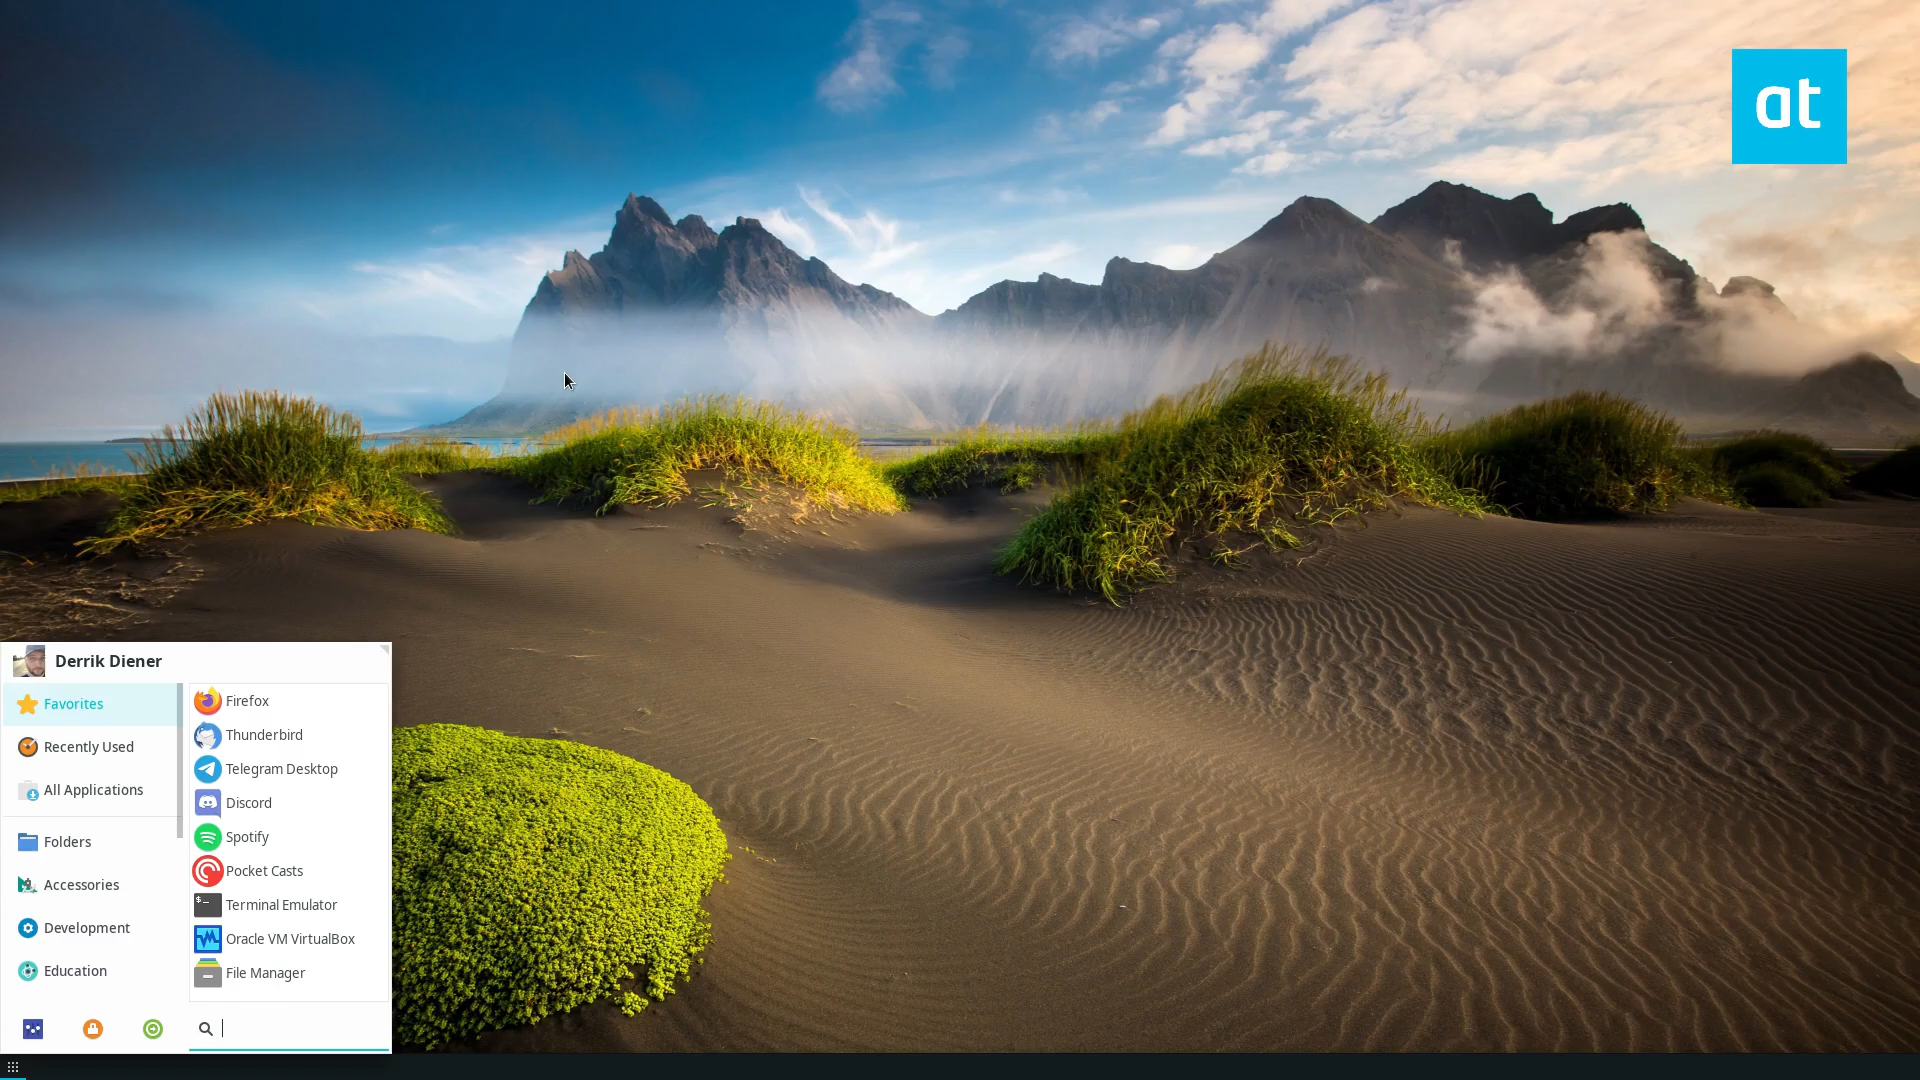 at
Derrik Diener
Favorites
Recently Used
All Applications
Folders
Accessories
Development
Education
Firefox
Thunderbird
Telegram Desktop
Discord
Spotify
Pocket Casts
$-
Terminal Emulator
Oracle VM VirtualBox
File Manager